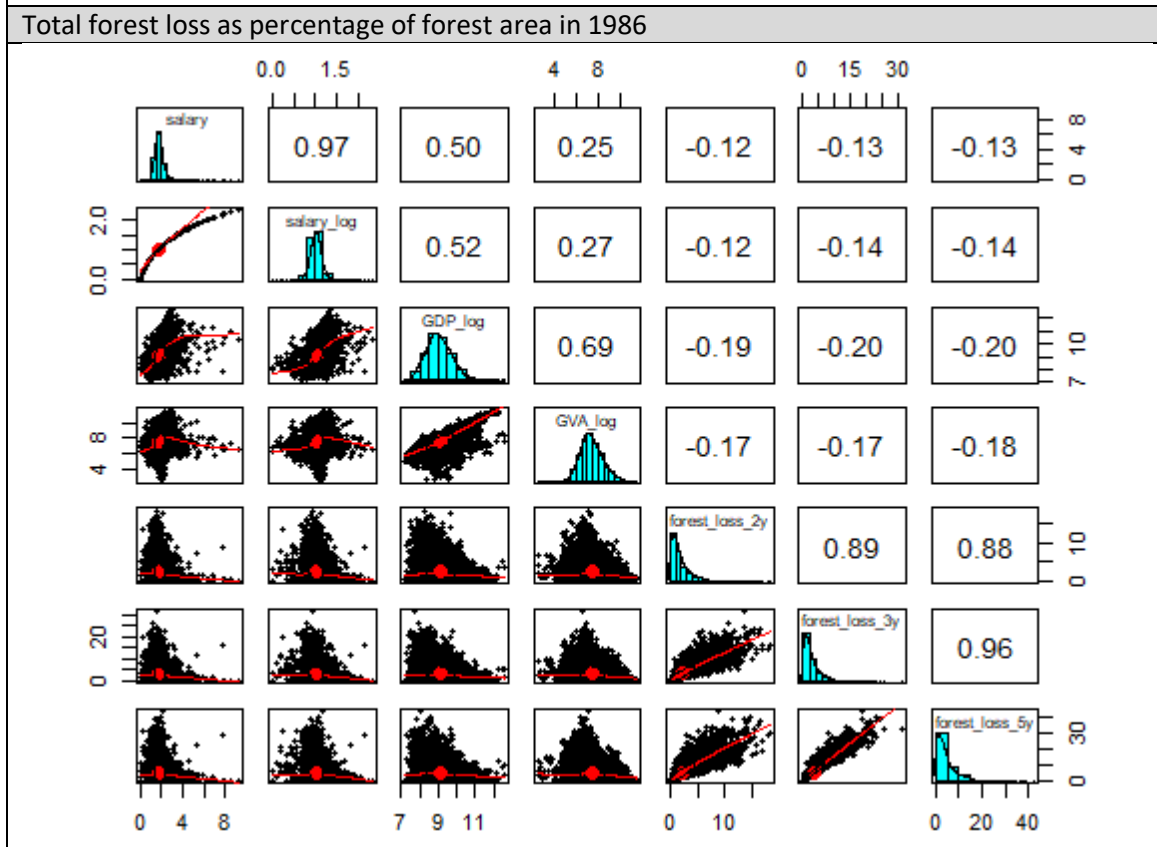 Total forest loss as percentage of forest area in 1986
0.0 1.5 4 8 0 15 30
salary 0.97 0.50 0.25 -0.12 -0.13 -0.13 0 4 8
0.0 2.0 salary_log 0.52 0.27 -0.12 -0.14 -0.14
GDP_log 0.69 -0.19 -0.20 -0.20 7 10
4 8 GVA_log -0.17 -0.17 -0.18
forest_loss_2y 0.89 0.88 0 10
0 20 forest_loss_3y 0.96
forest_loss_5y 0 30
0 4 8 7 9 11 0 10 0 20 40